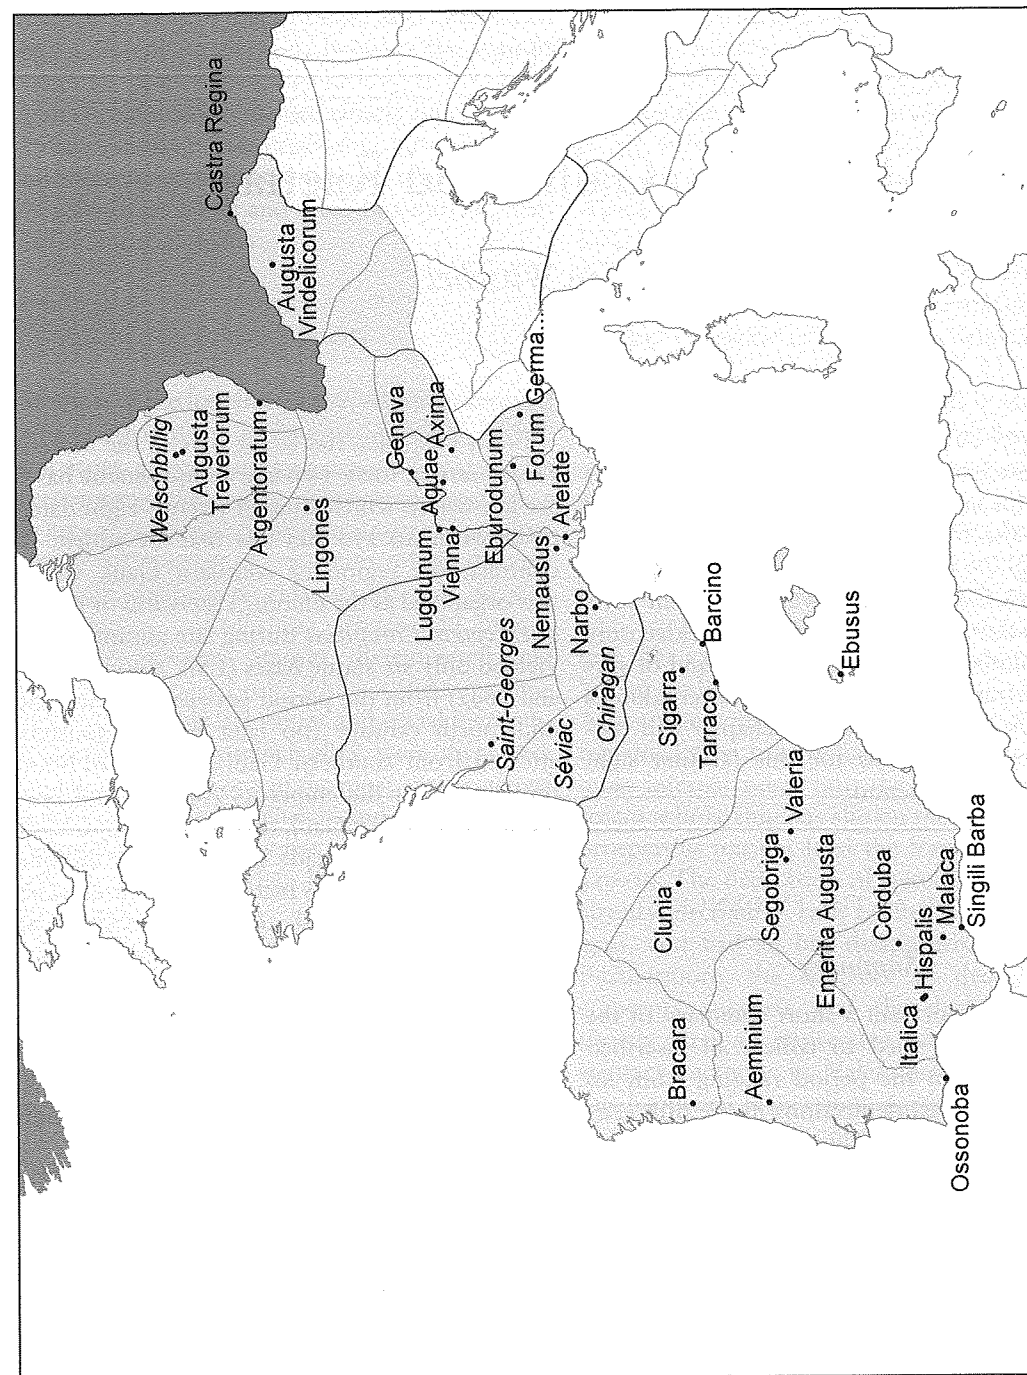 Castra Regina
Augusta
Vindelicorum
Welschbillig
Augusta
Treverorum
Argentoratum
Lingones
Genava
Aquae
Axima
Lugdunum
Vienna
Eburodunum
Forum Germa...
Arelate
Nemausus
Narbo
Saint-Georges
Séviac
Chiragan
Barcino
Sigarra
Tarraco
Ebusus
Valeria
Segobriga
Clunia
Emerita Augusta
Corduba
Hispalis
Malaca
Singili Barba
Italica
Bracara
Aeminium
Ossonoba